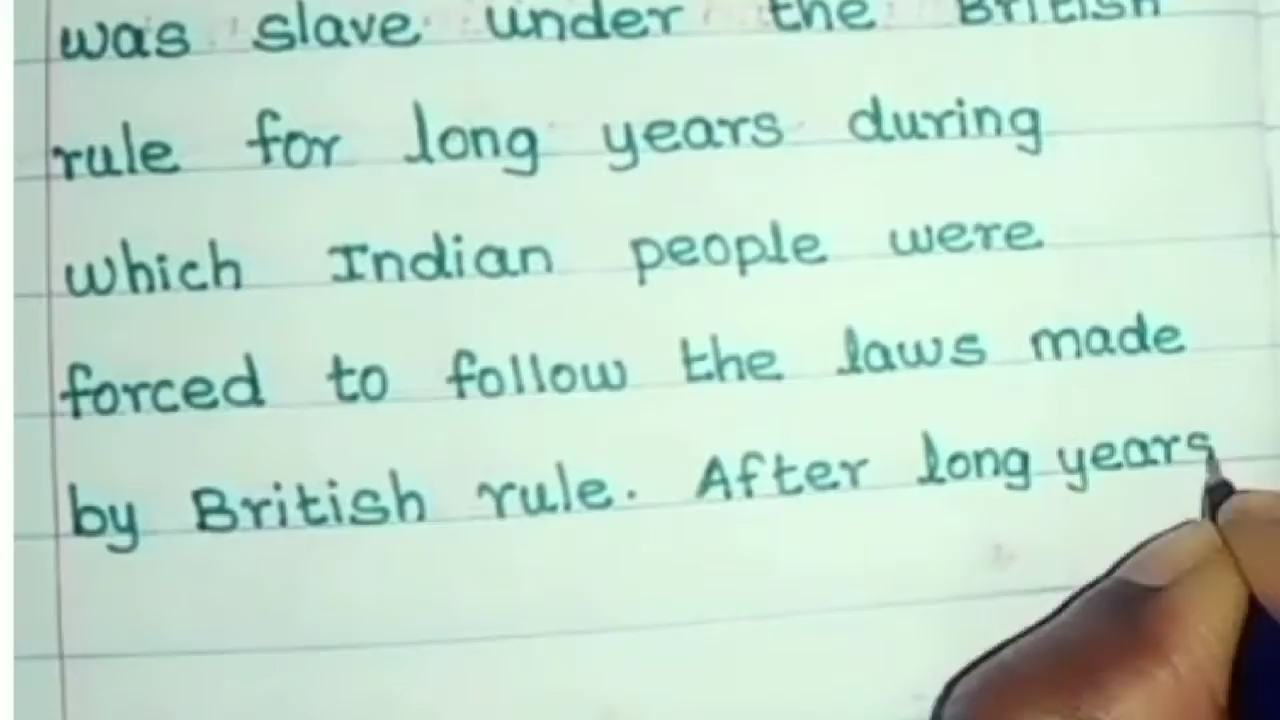 was slave under the British
rule for long years during
which Indian people were
forced to follow the laws made
by British rule. After long years